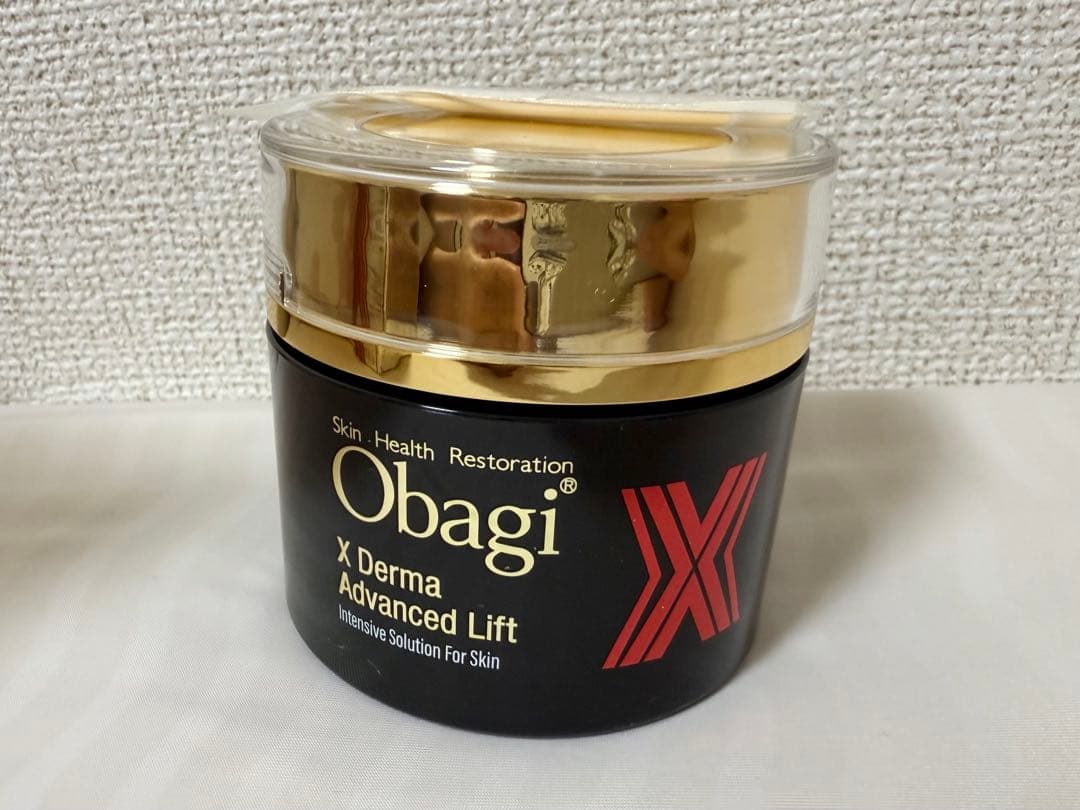 Skin Health Restoration
Obagi®
X Derma
Advanced Lift
Intensive Solution For Skin
X